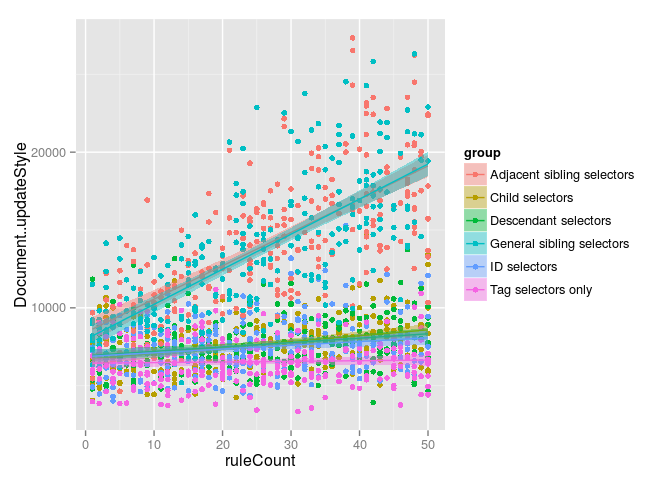 Document..updateStyle
20000
10000
0
10
20
30
40
50
ruleCount
group
Adjacent sibling selectors
Child selectors
Descendant selectors
General sibling selectors
ID selectors
Tag selectors only